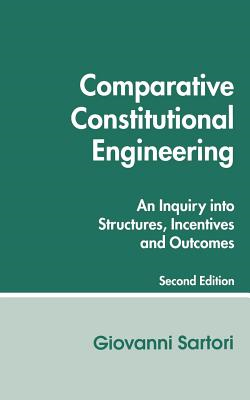 Comparative
Constitutional
Engineering
An Inquiry into
Structures, Incentives
and Outcomes
Second Edition
Giovanni Sartori